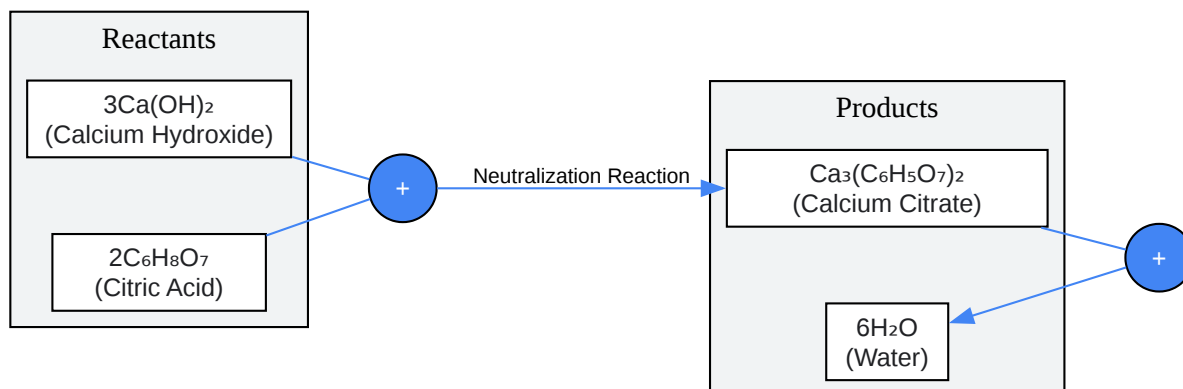 Reactants
3Ca(OH)₂
(Calcium Hydroxide)
+
2C₆H₈O₇
(Citric Acid)
Neutralization Reaction
Products
Ca₃(C₆H₅O₇)₂
(Calcium Citrate)
+
6H₂O
(Water)